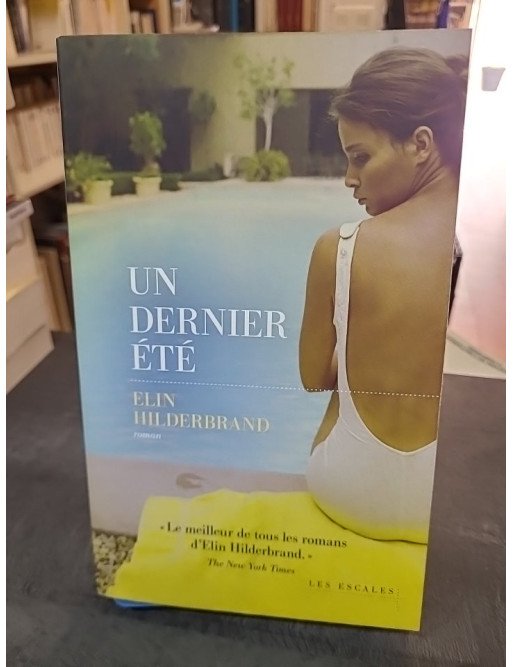 UN
DERNIER
ÉTÉ
ELIN
HILDERBRAND
roman
« Le meilleur de tous les romans
d'Elin Hilderbrand. »
The New York Times
LES ESCALES